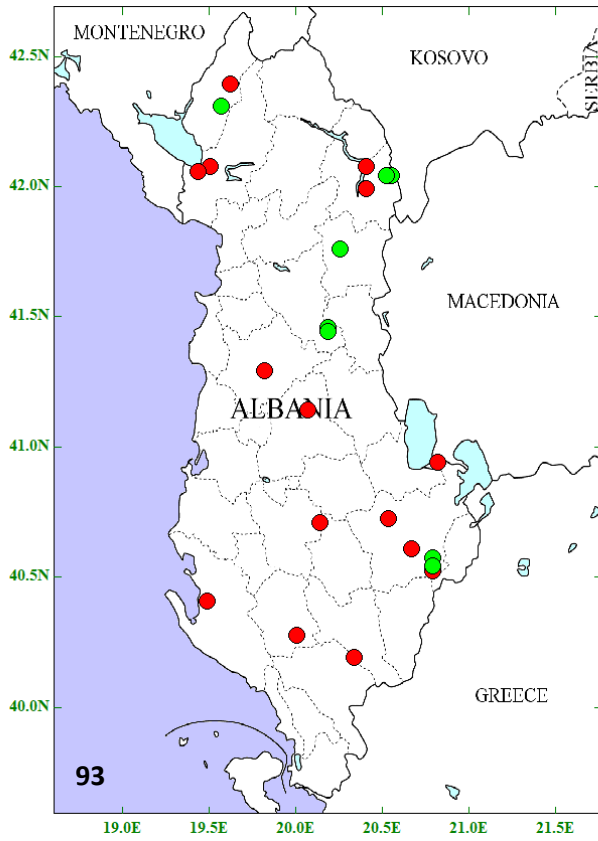 MONTENEGRO
42.5N
KOSOVO
SERBIA
42.0N
41.5N
MACEDONIA
ALBANIA
41.0N
40.5N
40.0N
GREECE
93
19.0E 19.5E 20.0E 20.5E 21.0E 21.5E